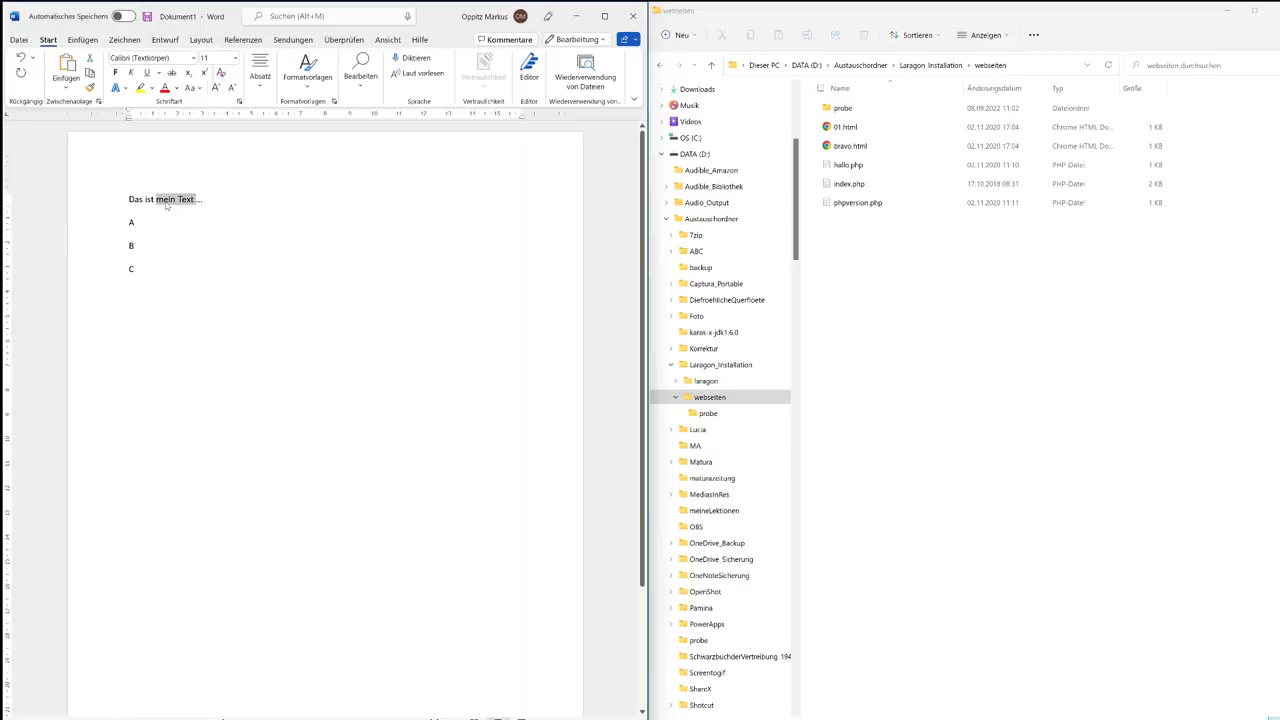 Automatisches Speichern
Dokument1 - Word
Suchen (Alt+M)
Oppitz Markus
OM
Datei Start Einfügen Zeichnen Entwurf Layout Referenzen Sendungen Überprüfen Ansicht Hilfe
Kommentare
Bearbeitung
Einfügen
Calibri (Textkörper)
11
Absatz
Formatvorlagen
Bearbeiten
Diktieren
Laut vorlesen
Vertraulichkeit
Editor
Wiederverwendung von Dateien
Rückgängig
Zwischenablage
Schriftart
Formatvorlagen
Sprache
Vertraulichkeit
Editor
Wiederverwendung von...
Das ist mein Text ...
A
B
C
webseiten
Neu
Sortieren
Anzeigen
Dieser PC
DATA (D:)
Austauschordner
Laragon_Installation
webseiten
webseiten durchsuchen
Downloads
Musik
Videos
OS (C:)
DATA (D:)
Audible_Amazon
Audible_Bibliothek
Audio_Output
Austauschordner
7zip
ABC
backup
Captura_Portable
DiefroehlicheQuerfloete
Foto
karas-x-jdk1.6.0
Korrektur
Laragon_Installation
laragon
webseiten
probe
Lucia
MA
Matura
maturazeitung
MediasInRes
meineLektionen
OBS
OneDrive_Backup
OneDrive_Sicherung
OneNoteSicherung
OpenShot
Pamina
PowerApps
probe
SchwarzbuchderVertreibung_194
Screentogif
ShareX
Shotcut
Name Änderungsdatum Typ Größe
probe 08.09.2022 11:02 Dateiordner
01.html 02.11.2020 17:04 Chrome HTML Do... 1 KB
bravo.html 02.11.2020 17:04 Chrome HTML Do... 1 KB
hallo.php 02.11.2020 11:10 PHP-Datei 1 KB
index.php 17.10.2018 08:31 PHP-Datei 2 KB
phpversion.php 02.11.2020 11:11 PHP-Datei 1 KB